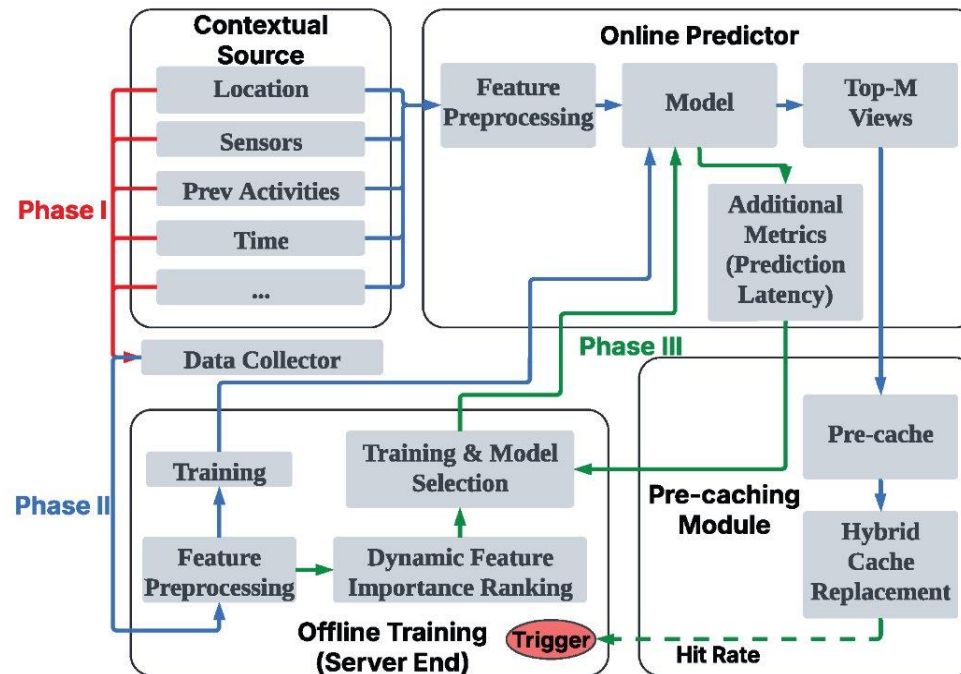 Contextual
Source
Location
Sensors
Prev Activities
Time
...
Phase I
Data Collector
Online Predictor
Feature
Preprocessing
Model
Top-M
Views
Additional
Metrics
(Prediction
Latency)
Phase III
Phase II
Training
Training & Model
Selection
Feature
Preprocessing
Dynamic Feature
Importance Ranking
Offline Training
(Server End)
Trigger
Pre-cache
Pre-caching
Module
Hybrid
Cache
Replacement
Hit Rate